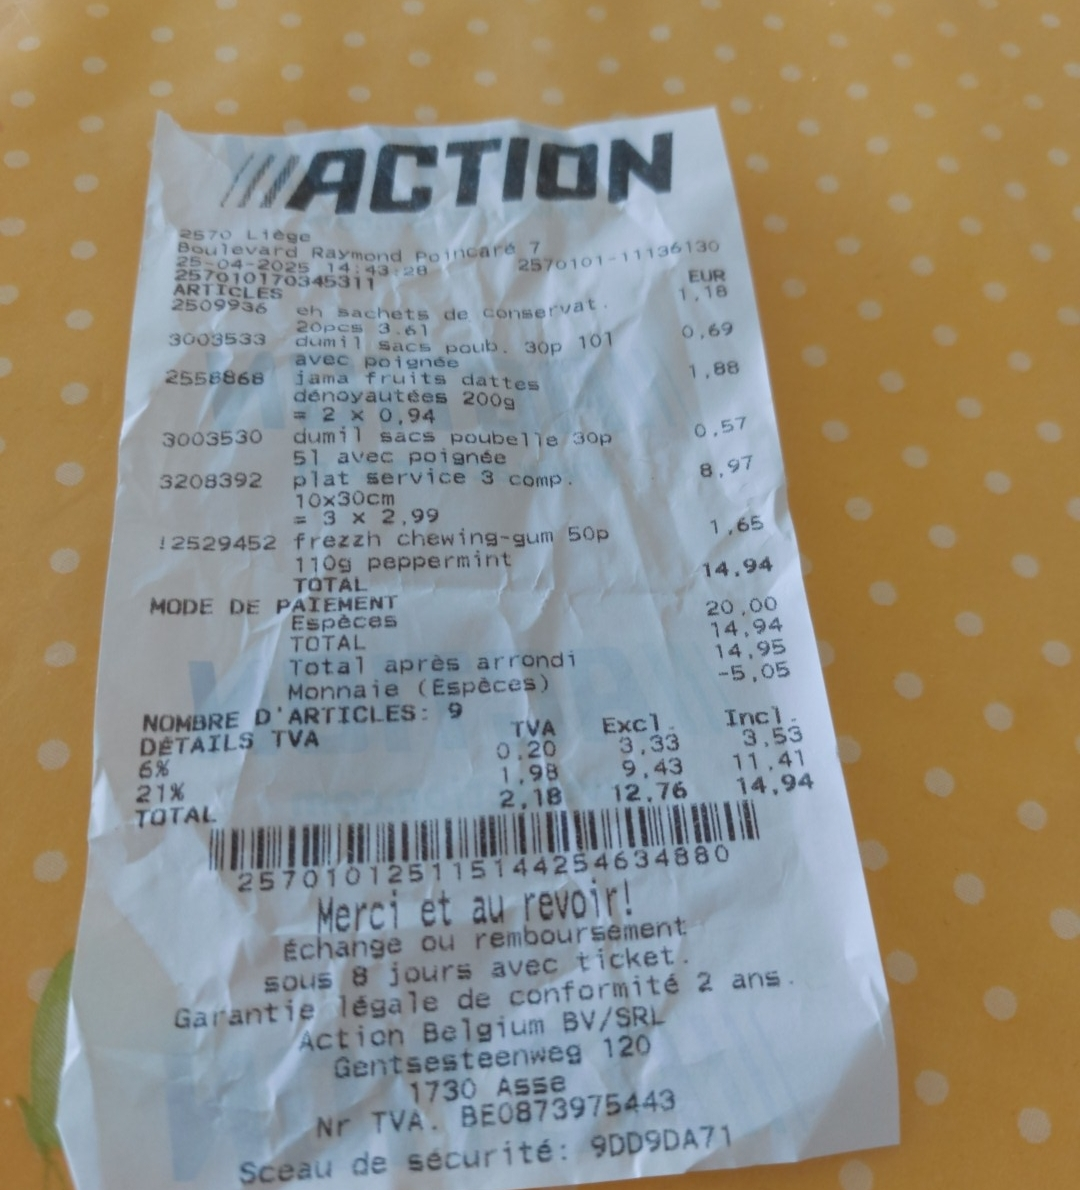 ACTION
2570 Liège
Boulevard Raymond Poincaré 7
25-04-2025 14:43:28 2570101-11136130
257010170345311
ARTICLES EUR
2509936 eh sachets de conservat. 1,18
20pcs 3.61
3003533 dumil sacs poub. 30p 10l 0,69
avec poignée
2558868 jama fruits dattes 1,88
dénoyautées 200g
= 2 x 0,94
3003530 dumil sacs poubelle 30p 0,57
5l avec poignée
3208392 plat service 3 comp. 8,97
10x30cm
= 3 x 2,99
!2529452 frezzh chewing-gum 50p 1,65
110g peppermint
TOTAL 14,94
MODE DE PAIEMENT
Espèces 20,00
TOTAL 14,94
Total après arrondi 14,95
Monnaie (Espèces) -5,05
NOMBRE D'ARTICLES: 9
DÉTAILS TVA TVA Excl. Incl.
6% 0,20 3,33 3,53
21% 1,98 9,43 11,41
TOTAL 2,18 12,76 14,94
2570101251151442546348​80
Merci et au revoir!
Échange ou remboursement
sous 8 jours avec ticket.
Garantie légale de conformité 2 ans.
Action Belgium BV/SRL
Gentsesteenweg 120
1730 Asse
Nr TVA. BE0873975443
Sceau de sécurité: 9DD9DA71